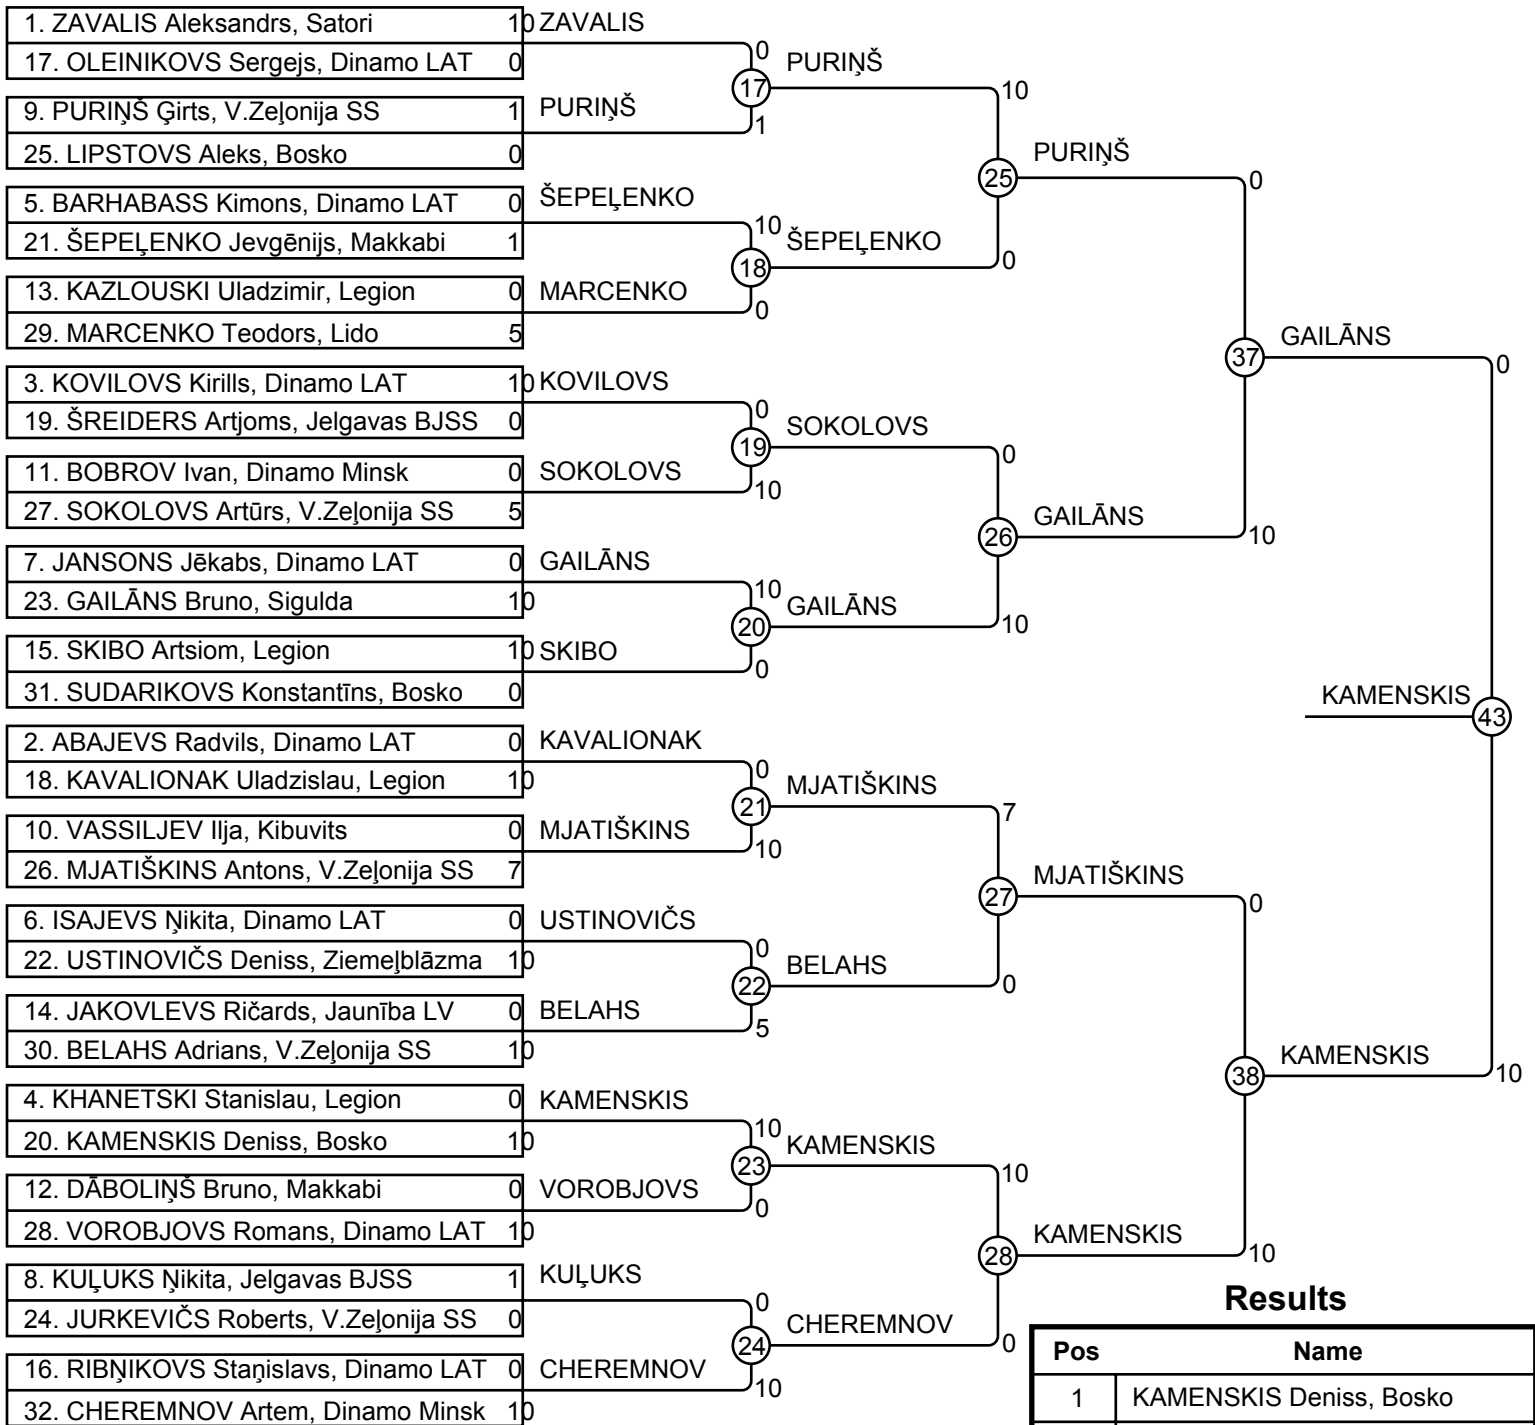 1. ZAVALIS Aleksandrs, Satori 10 ZAVALIS
17. OLEINIKOVS Sergejs, Dinamo LAT 0
0
17
1
PURIŅŠ
9. PURIŅŠ Ģirts, V.Zeļonija SS 1 PURIŅŠ
25. LIPSTOVS Aleks, Bosko 0
10
25
0
PURIŅŠ
5. BARHABASS Kimons, Dinamo LAT 0 ŠEPEĻENKO
21. ŠEPEĻENKO Jevgēnijs, Makkabi 1
10
18
0
ŠEPEĻENKO
13. KAZLOUSKI Uladzimir, Legion 0 MARCENKO
29. MARCENKO Teodors, Lido 5
0
37
10
GAILĀNS
3. KOVILOVS Kirills, Dinamo LAT 10 KOVILOVS
19. ŠREIDERS Artjoms, Jelgavas BJSS 0
0
19
10
SOKOLOVS
11. BOBROV Ivan, Dinamo Minsk 0 SOKOLOVS
27. SOKOLOVS Artūrs, V.Zeļonija SS 5
0
26
10
GAILĀNS
7. JANSONS Jēkabs, Dinamo LAT 0 GAILĀNS
23. GAILĀNS Bruno, Sigulda 10
10
20
0
GAILĀNS
15. SKIBO Artsiom, Legion 10 SKIBO
31. SUDARIKOVS Konstantīns, Bosko 0
0
43
10
KAMENSKIS
2. ABAJEVS Radvils, Dinamo LAT 0 KAVALIONAK
18. KAVALIONAK Uladzislau, Legion 10
0
21
10
MJATIŠKINS
10. VASSILJEV Ilja, Kibuvits 0 MJATIŠKINS
26. MJATIŠKINS Antons, V.Zeļonija SS 7
7
27
0
MJATIŠKINS
6. ISAJEVS Ņikita, Dinamo LAT 0 USTINOVIČS
22. USTINOVIČS Deniss, Ziemeļblāzma 10
0
22
5
BELAHS
14. JAKOVLEVS Ričards, Jaunība LV 0 BELAHS
30. BELAHS Adrians, V.Zeļonija SS 10
0
38
10
KAMENSKIS
4. KHANETSKI Stanislau, Legion 0 KAMENSKIS
20. KAMENSKIS Deniss, Bosko 10
10
23
0
KAMENSKIS
12. DĀBOLIŅŠ Bruno, Makkabi 0 VOROBJOVS
28. VOROBJOVS Romans, Dinamo LAT 10
10
28
0
KAMENSKIS
8. KUĻUKS Ņikita, Jelgavas BJSS 1 KUĻUKS
24. JURKEVIČS Roberts, V.Zeļonija SS 0
0
24
10
CHEREMNOV
16. RIBŅIKOVS Staņislavs, Dinamo LAT 0 CHEREMNOV
32. CHEREMNOV Artem, Dinamo Minsk 10
Results
Pos Name
1 KAMENSKIS Deniss, Bosko